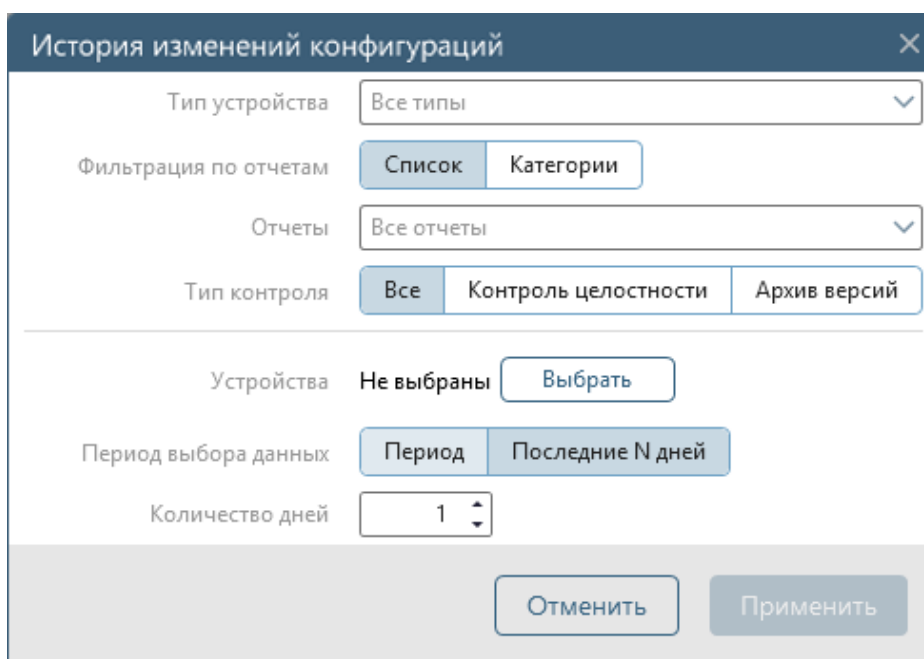 История изменений конфигураций
Тип устройства Все типы
Фильтрация по отчетам Список Категории
Отчеты Все отчеты
Тип контроля Все Контроль целостности Архив версий
Устройства Не выбраны Выбрать
Период выбора данных Период Последние N дней
Количество дней 1
Отменить Применить